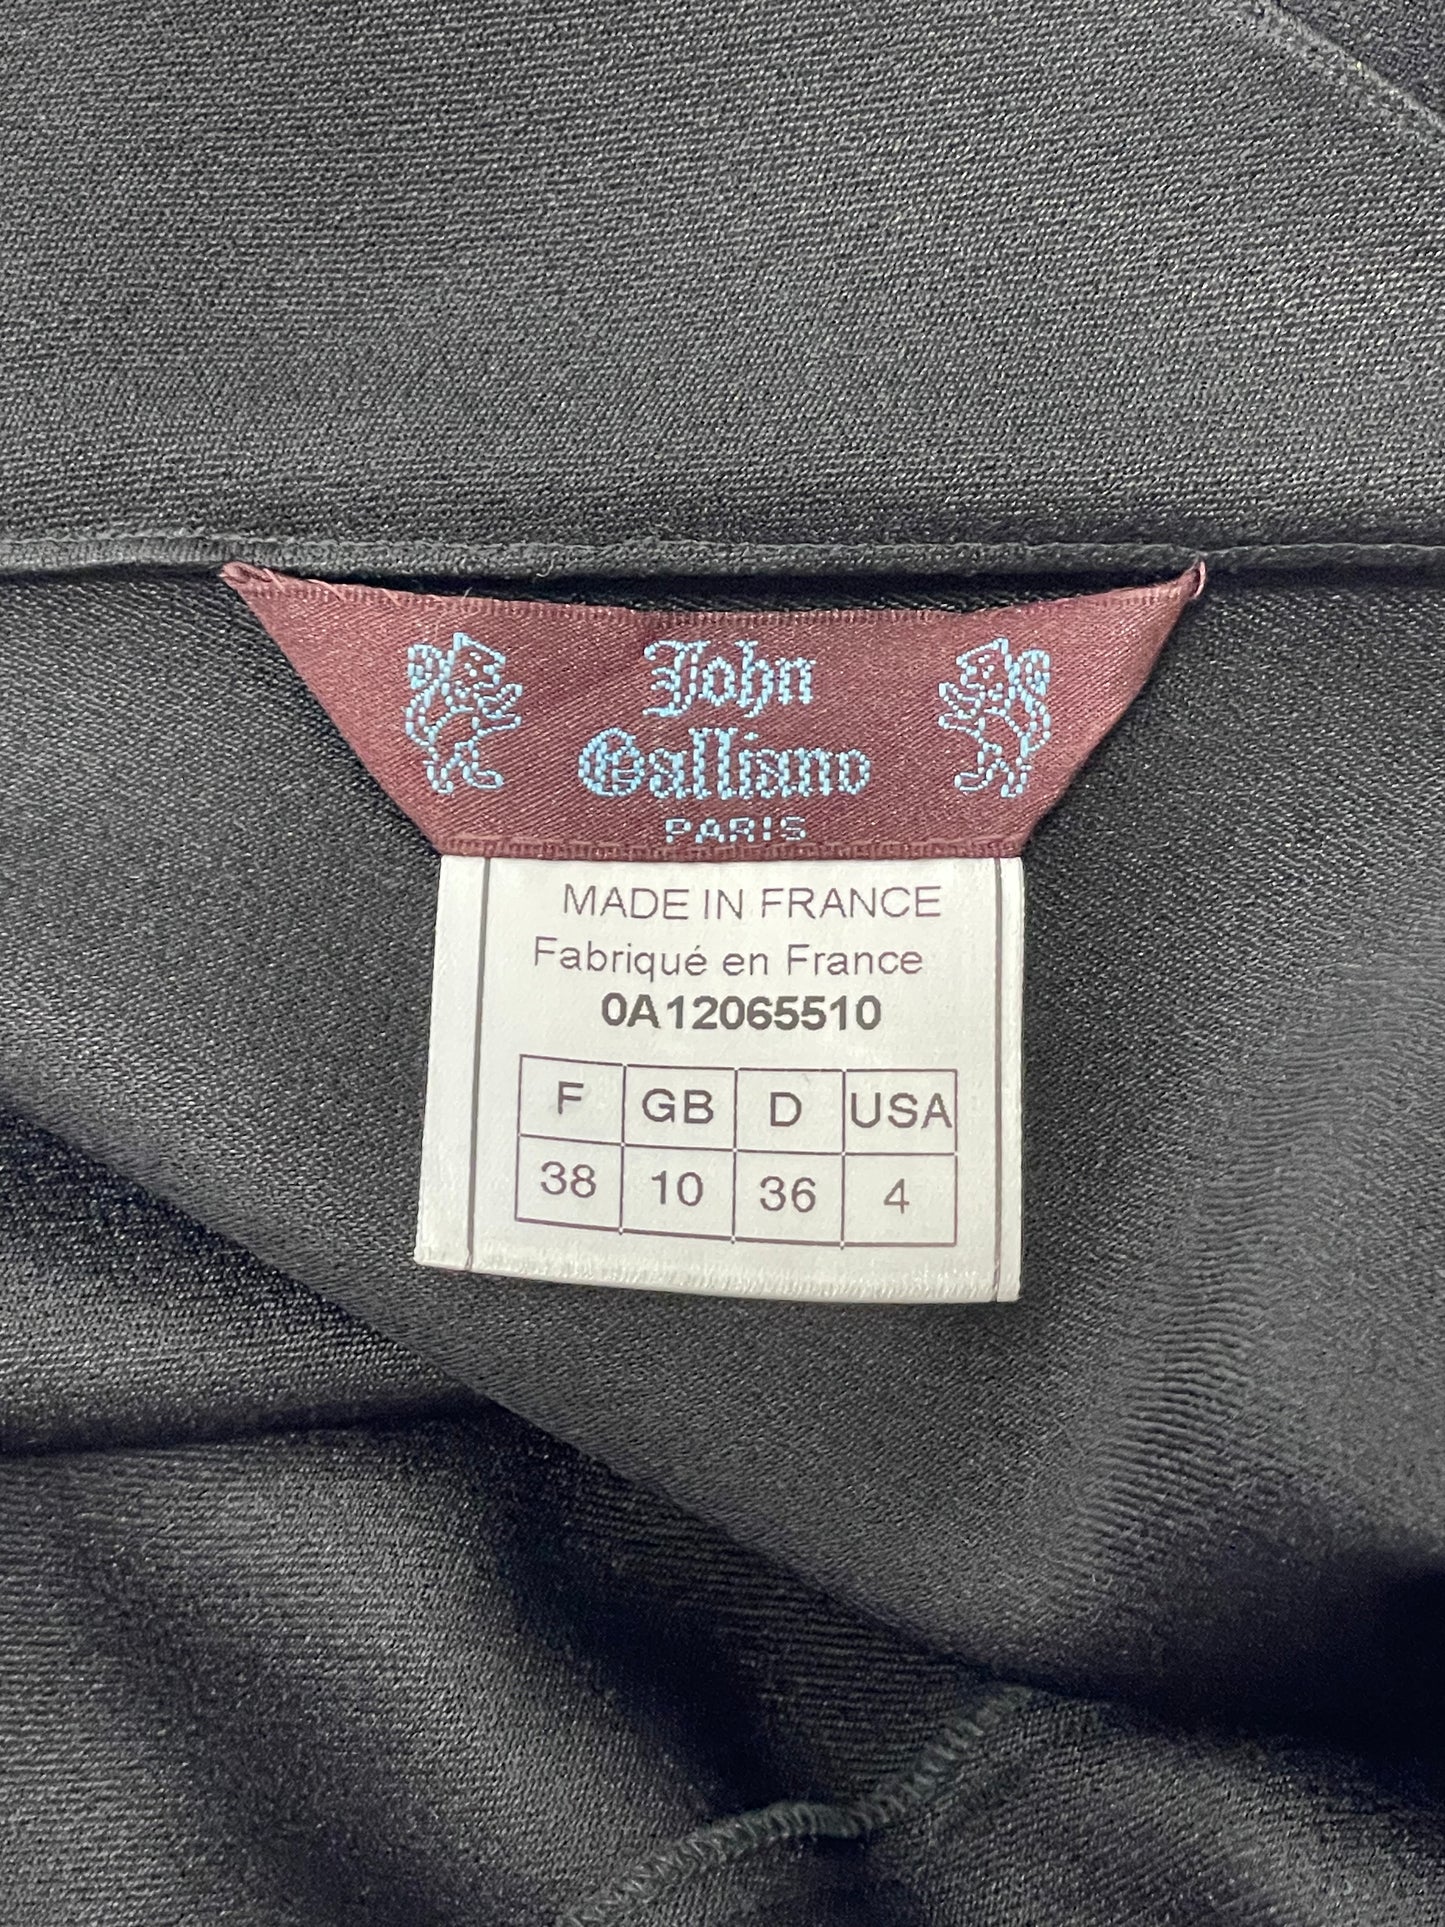 John
Galliano
PARIS
MADE IN FRANCE
Fabriqué en France
0A12065510
F GB D USA
38 10 36 4